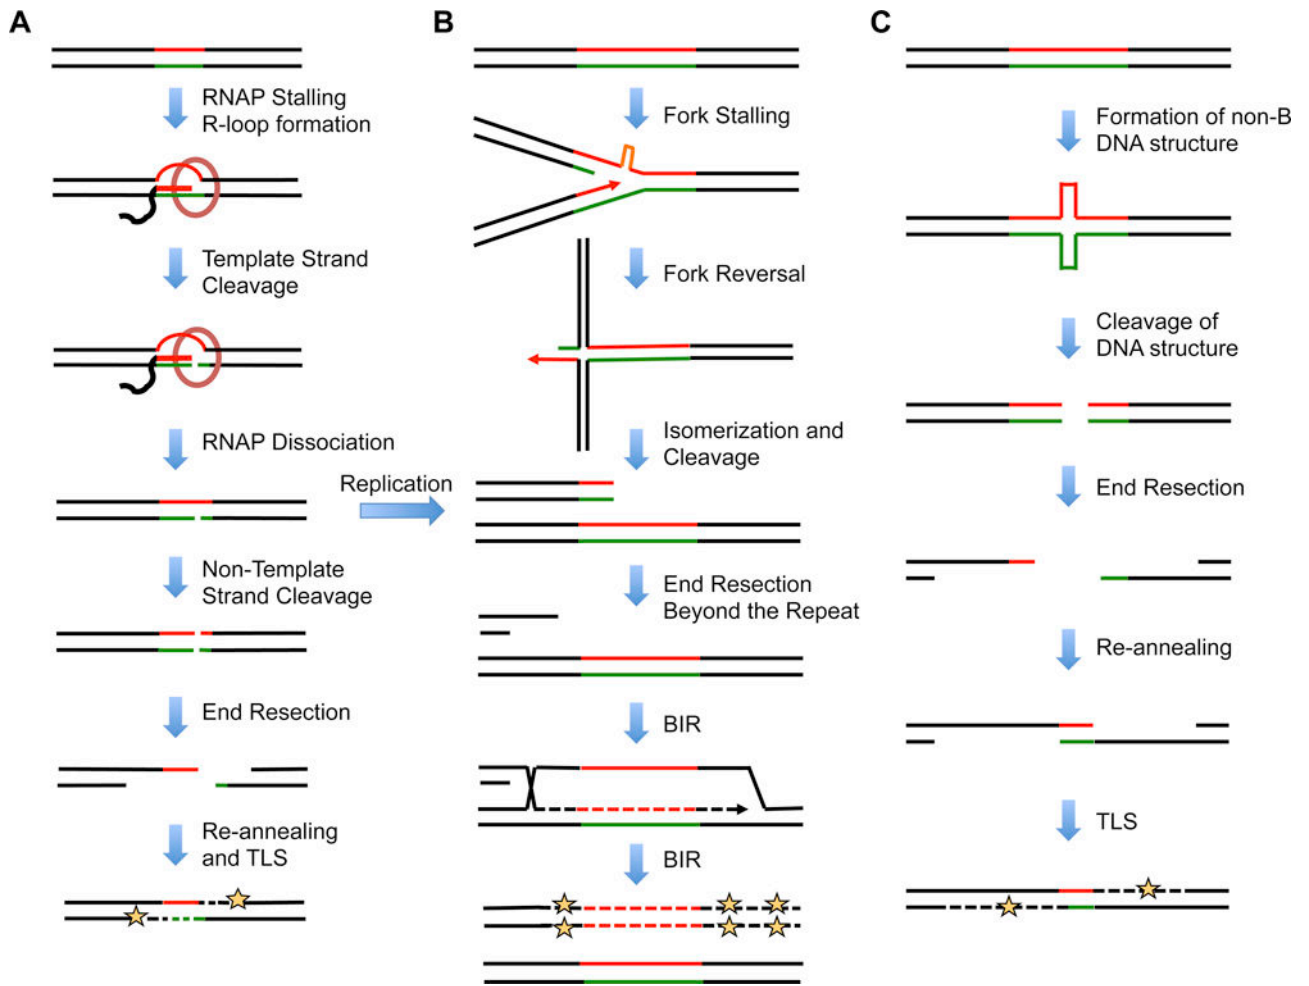 A
RNAP Stalling
R-loop formation
Template Strand
Cleavage
RNAP Dissociation
Replication
Non-Template
Strand Cleavage
End Resection
Re-annealing
and TLS
B
Fork Stalling
Fork Reversal
Isomerization and
Cleavage
End Resection
Beyond the Repeat
BIR
BIR
C
Formation of non-B
DNA structure
Cleavage of
DNA structure
End Resection
Re-annealing
TLS